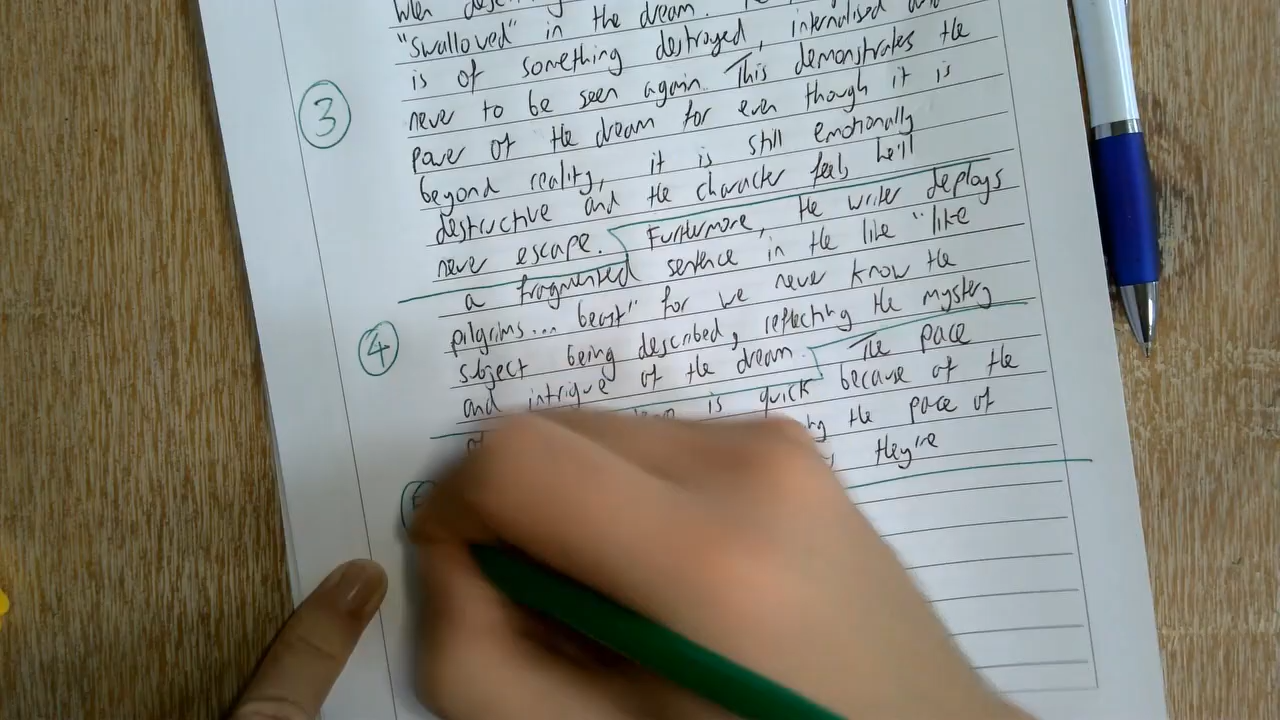 When
"swallowed" in the dream.
is of something destroyed, internalised and
never to be seen again. This demonstrates the
power of the dream for even though it is
beyond reality, it is still emotionally
destructive and the character feels he'll
never escape. Furthermore, the writer deploys
a fragmented sentence in the like "like
pilgrims... beast" for we never know the
subject being described, reflecting the mystery
and intrigue of the dream. The pace
is quick because of the
the pace of
they're
3
4